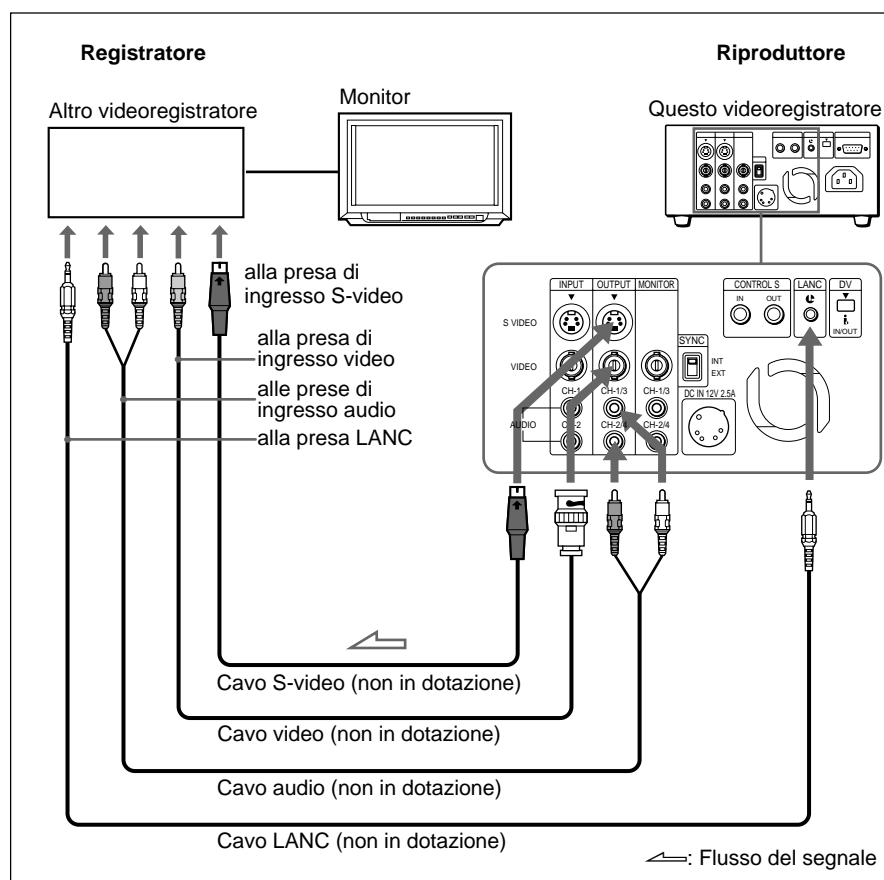 Registratore
Riproduttore
Altro videoregistratore
Monitor
Questo videoregistratore
alla presa di
ingresso S-video
alla presa di
ingresso video
alle prese di
ingresso audio
alla presa LANC
INPUT
OUTPUT
MONITOR
CONTROL S
IN
OUT
LANC
DV
IN/OUT
S VIDEO
VIDEO
SYNC
INT
EXT
CH-1
CH-1/3
CH-1/3
DC IN 12V 2.5A
AUDIO
CH-2
CH-2/4
CH-2/4
Cavo S-video (non in dotazione)
Cavo video (non in dotazione)
Cavo audio (non in dotazione)
Cavo LANC (non in dotazione)
: Flusso del segnale